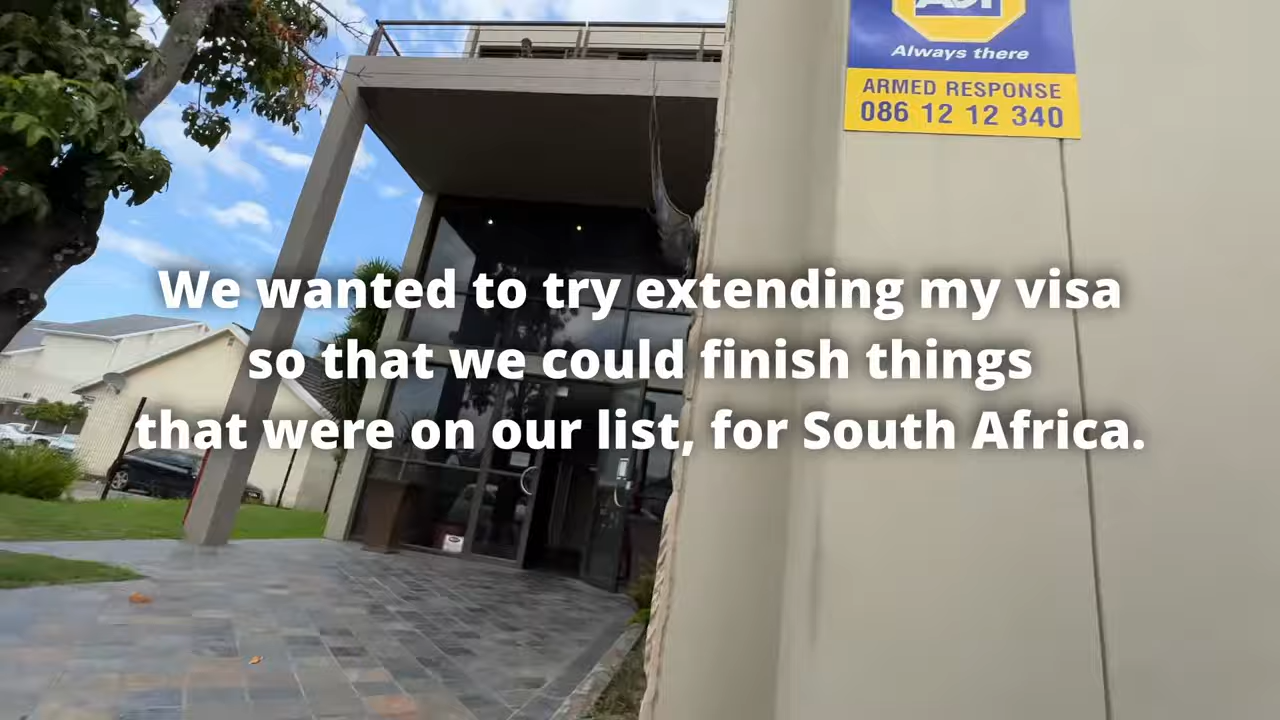 Always there
ARMED RESPONSE
086 12 12 340
We wanted to try extending my visa
so that we could finish things
that were on our list, for South Africa.